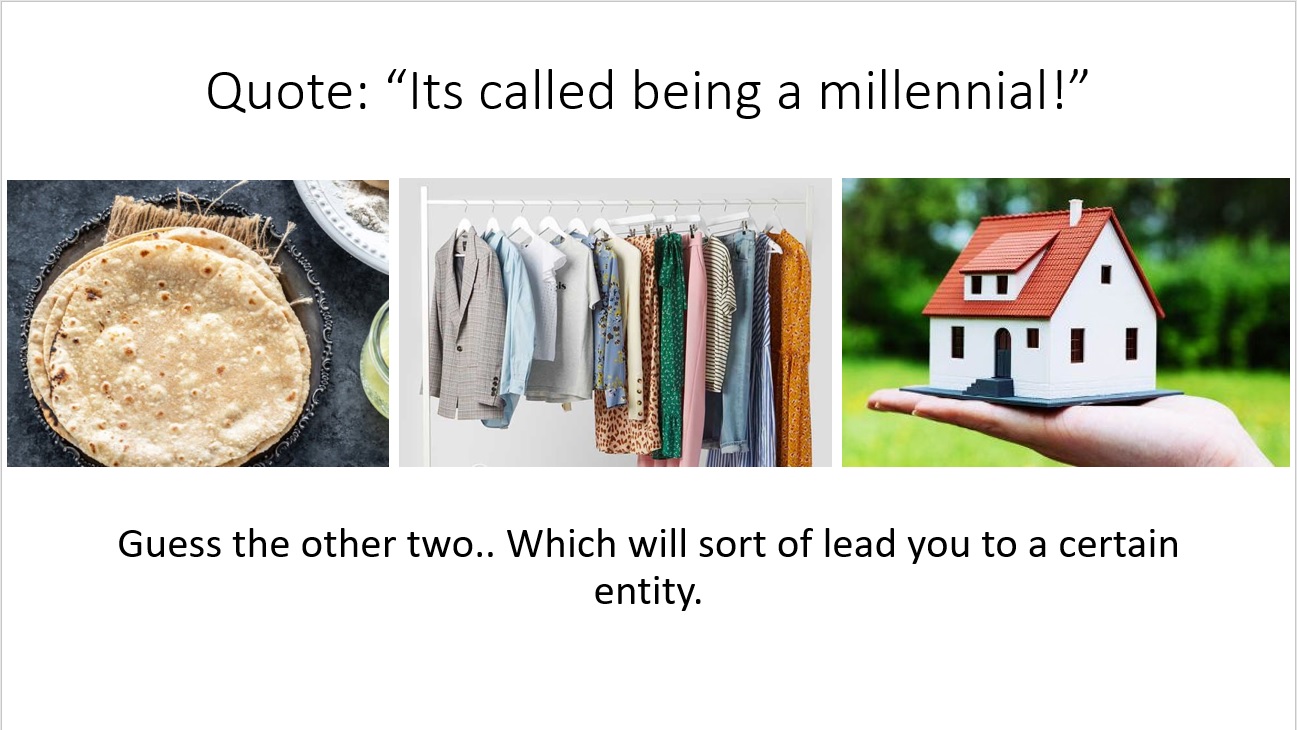 Quote: “Its called being a millennial!”
Guess the other two.. Which will sort of lead you to a certain
entity.